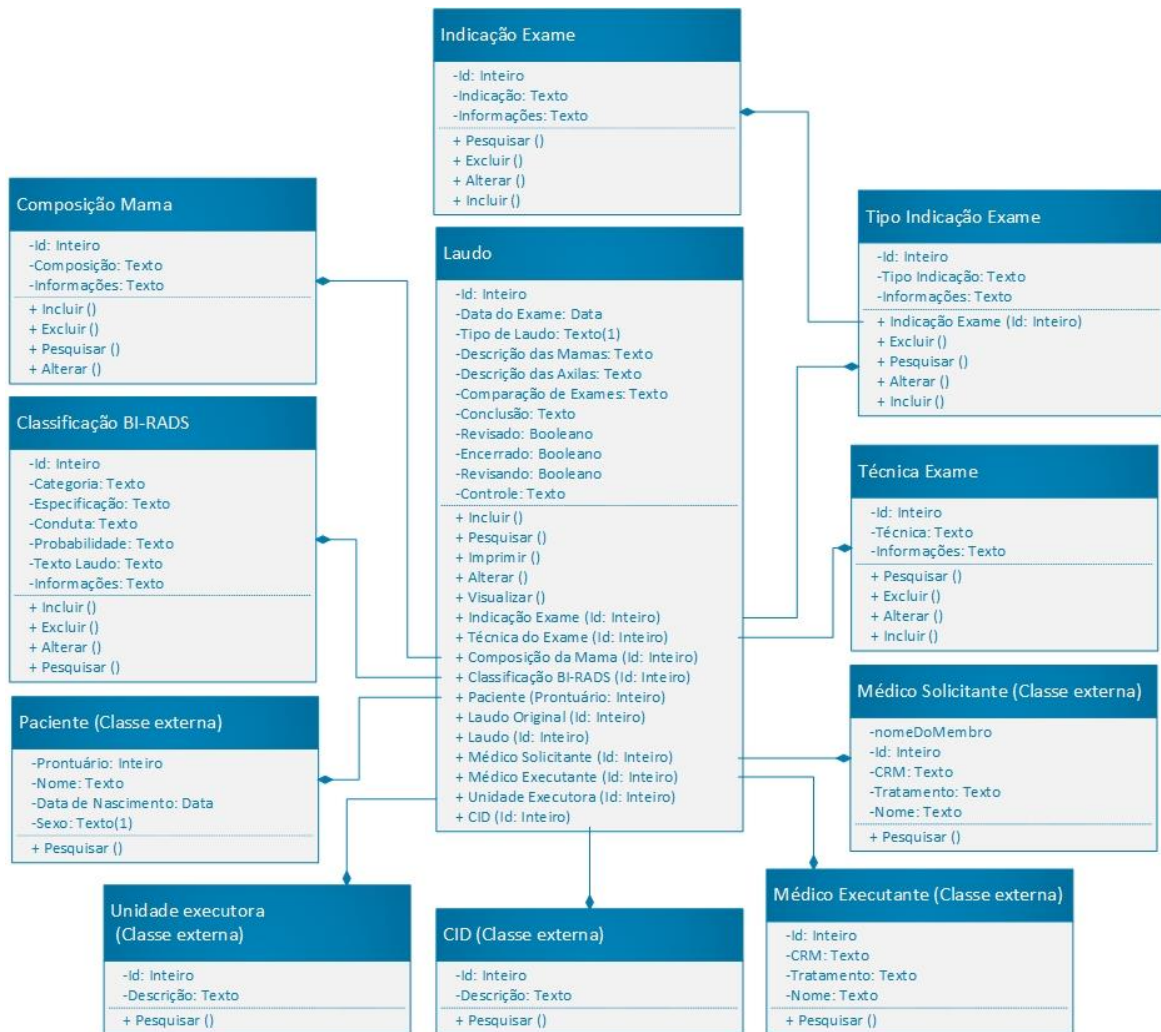 Indicação Exame
-Id: Inteiro
-Indicação: Texto
-Informações: Texto
+ Pesquisar ()
+ Excluir ()
+ Alterar ()
+ Incluir ()
Composição Mama
-Id: Inteiro
-Composição: Texto
-Informações: Texto
+ Incluir ()
+ Excluir ()
+ Pesquisar ()
+ Alterar ()
Tipo Indicação Exame
-Id: Inteiro
-Tipo Indicação: Texto
-Informações: Texto
+ Indicação Exame (Id: Inteiro)
+ Excluir ()
+ Pesquisar ()
+ Alterar ()
+ Incluir ()
Laudo
-Id: Inteiro
-Data do Exame: Data
-Tipo de Laudo: Texto(1)
-Descrição das Mamas: Texto
-Descrição das Axilas: Texto
-Comparação de Exames: Texto
-Conclusão: Texto
-Revisado: Booleano
-Encerrado: Booleano
-Revisando: Booleano
-Controle: Texto
+ Incluir ()
+ Pesquisar ()
+ Imprimir ()
+ Alterar ()
+ Visualizar ()
+ Indicação Exame (Id: Inteiro)
+ Técnica do Exame (Id: Inteiro)
+ Composição da Mama (Id: Inteiro)
+ Classificação BI-RADS (Id: Inteiro)
+ Paciente (Prontuário: Inteiro)
+ Laudo Original (Id: Inteiro)
+ Laudo (Id: Inteiro)
+ Médico Solicitante (Id: Inteiro)
+ Médico Executante (Id: Inteiro)
+ Unidade Executora (Id: Inteiro)
+ CID (Id: Inteiro)
Classificação BI-RADS
-Id: Inteiro
-Categoria: Texto
-Especificação: Texto
-Conduta: Texto
-Probabilidade: Texto
-Texto Laudo: Texto
-Informações: Texto
+ Incluir ()
+ Excluir ()
+ Alterar ()
+ Pesquisar ()
Técnica Exame
-Id: Inteiro
-Técnica: Texto
-Informações: Texto
+ Pesquisar ()
+ Excluir ()
+ Alterar ()
+ Incluir ()
Paciente (Classe externa)
-Prontuário: Inteiro
-Nome: Texto
-Data de Nascimento: Data
-Sexo: Texto(1)
+ Pesquisar ()
Médico Solicitante (Classe externa)
-nomeDoMembro
-Id: Inteiro
-CRM: Texto
-Tratamento: Texto
-Nome: Texto
+ Pesquisar ()
Unidade executora
(Classe externa)
-Id: Inteiro
-Descrição: Texto
+ Pesquisar ()
CID (Classe externa)
-Id: Inteiro
-Descrição: Texto
+ Pesquisar ()
Médico Executante (Classe externa)
-Id: Inteiro
-CRM: Texto
-Tratamento: Texto
-Nome: Texto
+ Pesquisar ()